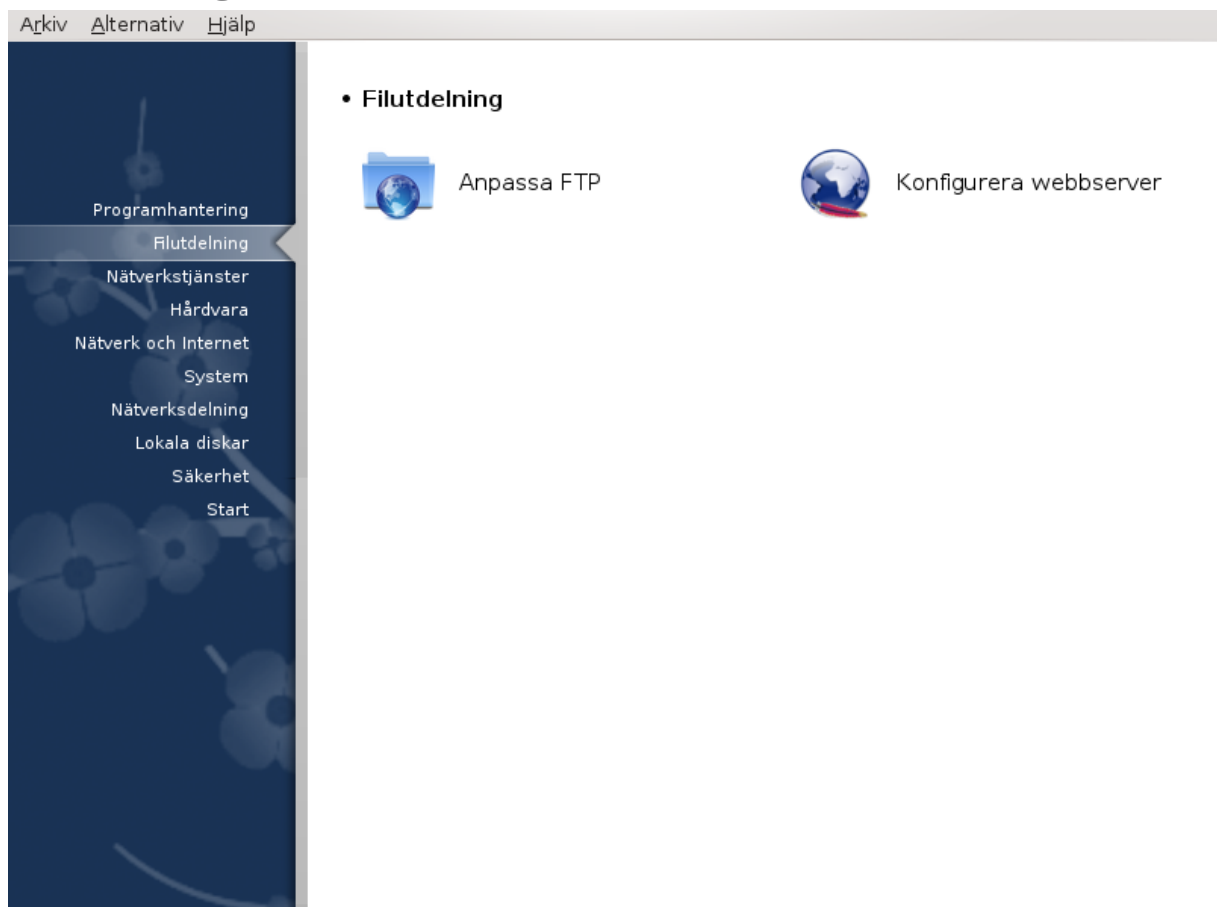 Arkiv Alternativ Hjälp
• Filutdelning
Anpassa FTP
Konfigurera webbserver
Programhantering
Filutdelning
Nätverkstjänster
Hårdvara
Nätverk och Internet
System
Nätverksdelning
Lokala diskar
Säkerhet
Start